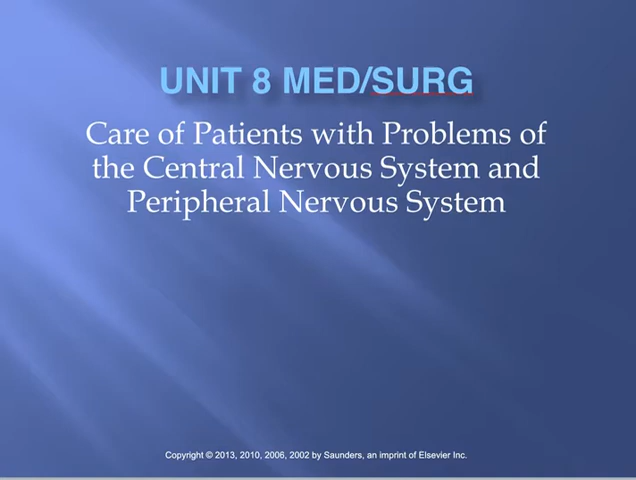 UNIT 8 MED/SURG
Care of Patients with Problems of
the Central Nervous System and
Peripheral Nervous System
Copyright © 2013, 2010, 2006, 2002 by Saunders, an imprint of Elsevier Inc.